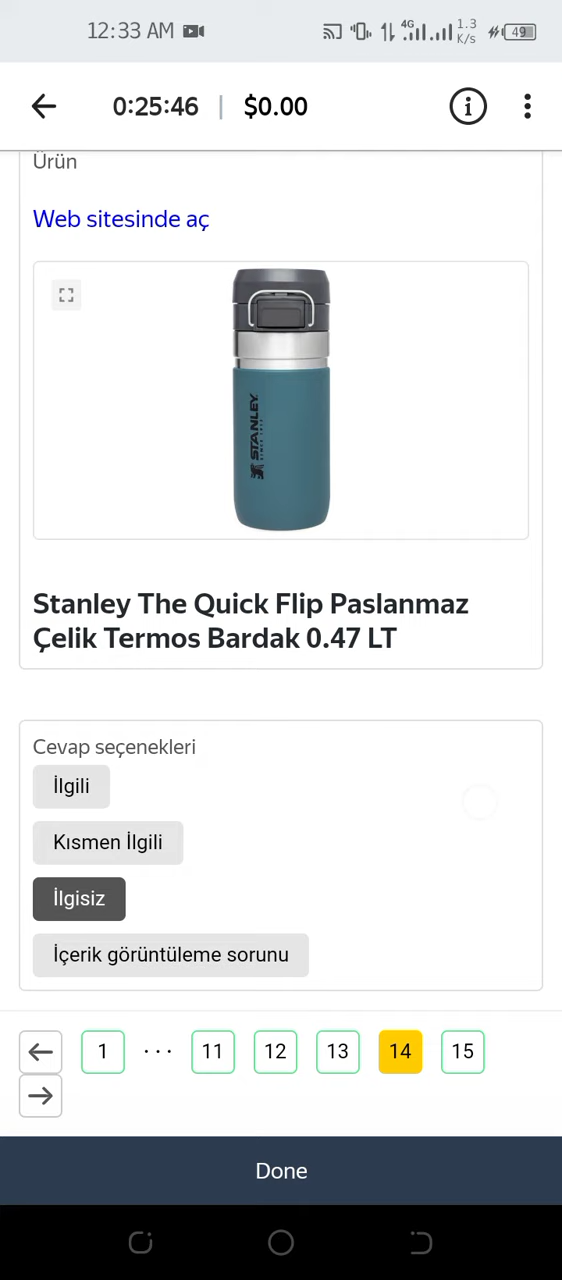 12:33 AM 4G 1.3 K/s 49
0:25:46 | $0.00
Ürün
Web sitesinde aç
STANLEY
Stanley The Quick Flip Paslanmaz
Çelik Termos Bardak 0.47 LT
Cevap seçenekleri
İlgili
Kısmen İlgili
İlgisiz
İçerik görüntüleme sorunu
1 ... 11 12 13 14 15
Done